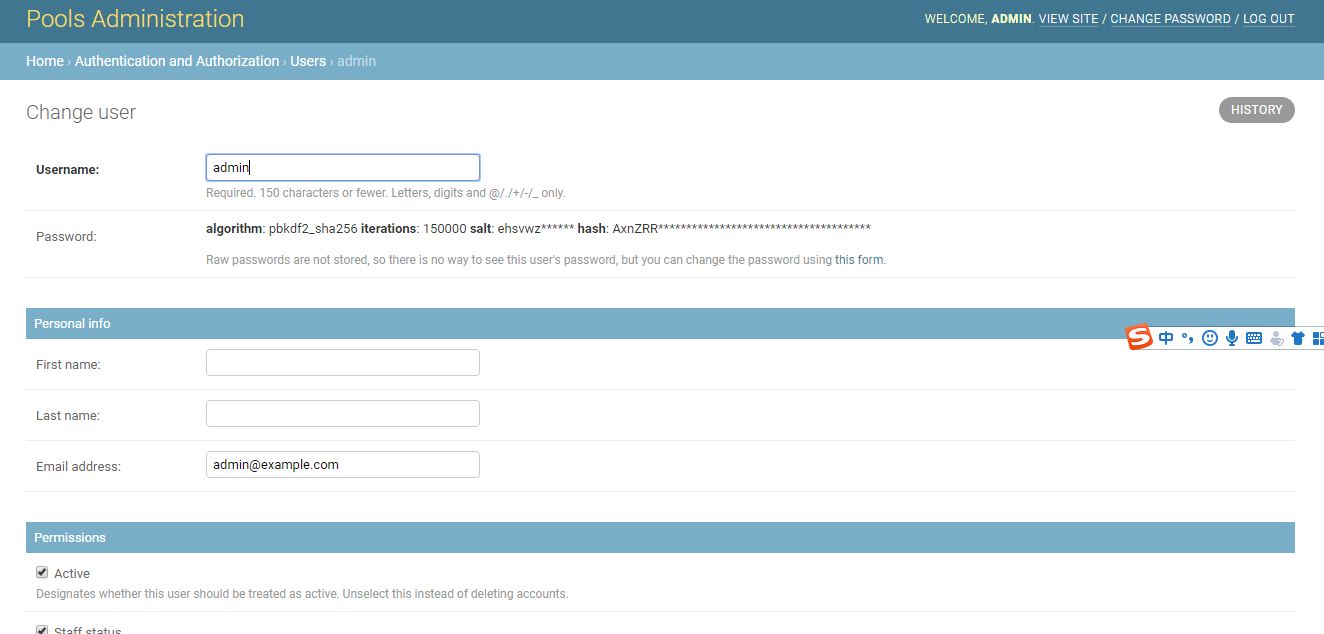 Pools Administration
WELCOME, ADMIN. VIEW SITE / CHANGE PASSWORD / LOG OUT
Home › Authentication and Authorization › Users › admin
Change user
HISTORY
Username:
admin
Required. 150 characters or fewer. Letters, digits and @/./+/-/_ only.
Password:
algorithm: pbkdf2_sha256 iterations: 150000 salt: ehsvwz****** hash: AxnZRR**************************************
Raw passwords are not stored, so there is no way to see this user's password, but you can change the password using this form.
Personal info
S 中
First name:
Last name:
Email address:
admin@example.com
Permissions
Active
Designates whether this user should be treated as active. Unselect this instead of deleting accounts.
Staff status